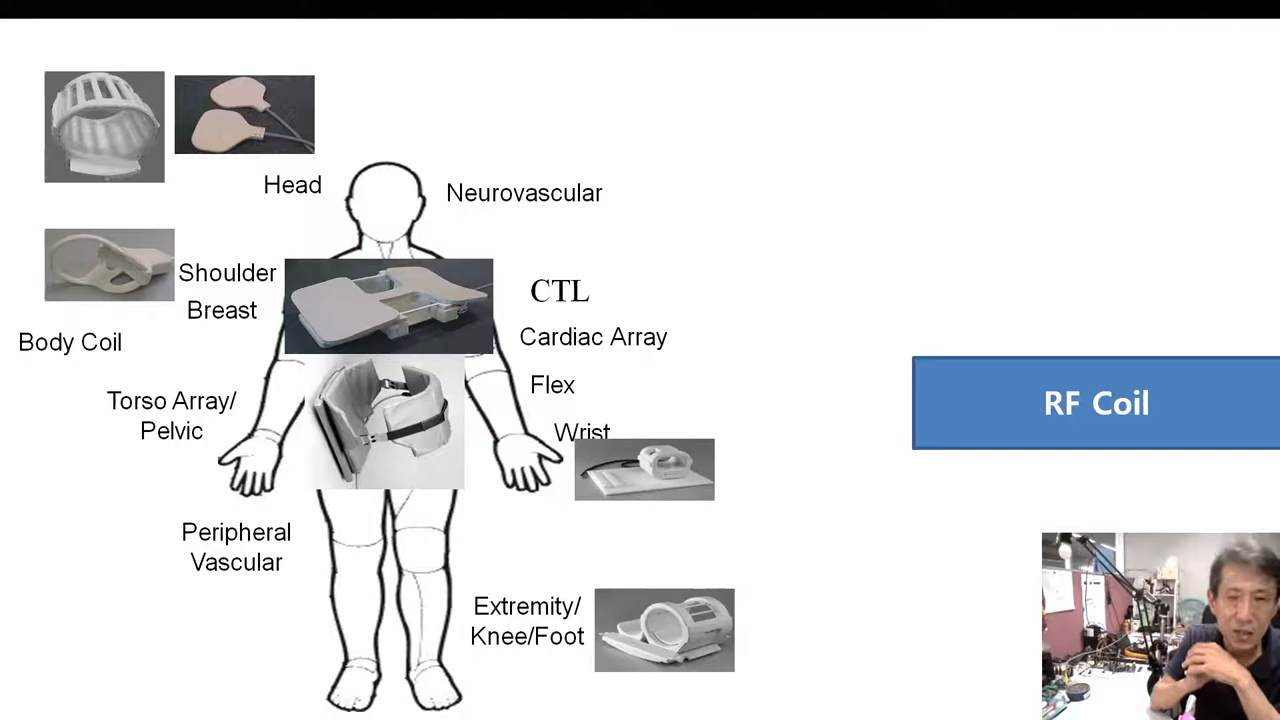 Head
Neurovascular
Shoulder
Breast
CTL
Body Coil
Cardiac Array
Torso Array/
Pelvic
Flex
Wrist
RF Coil
Peripheral
Vascular
Extremity/
Knee/Foot